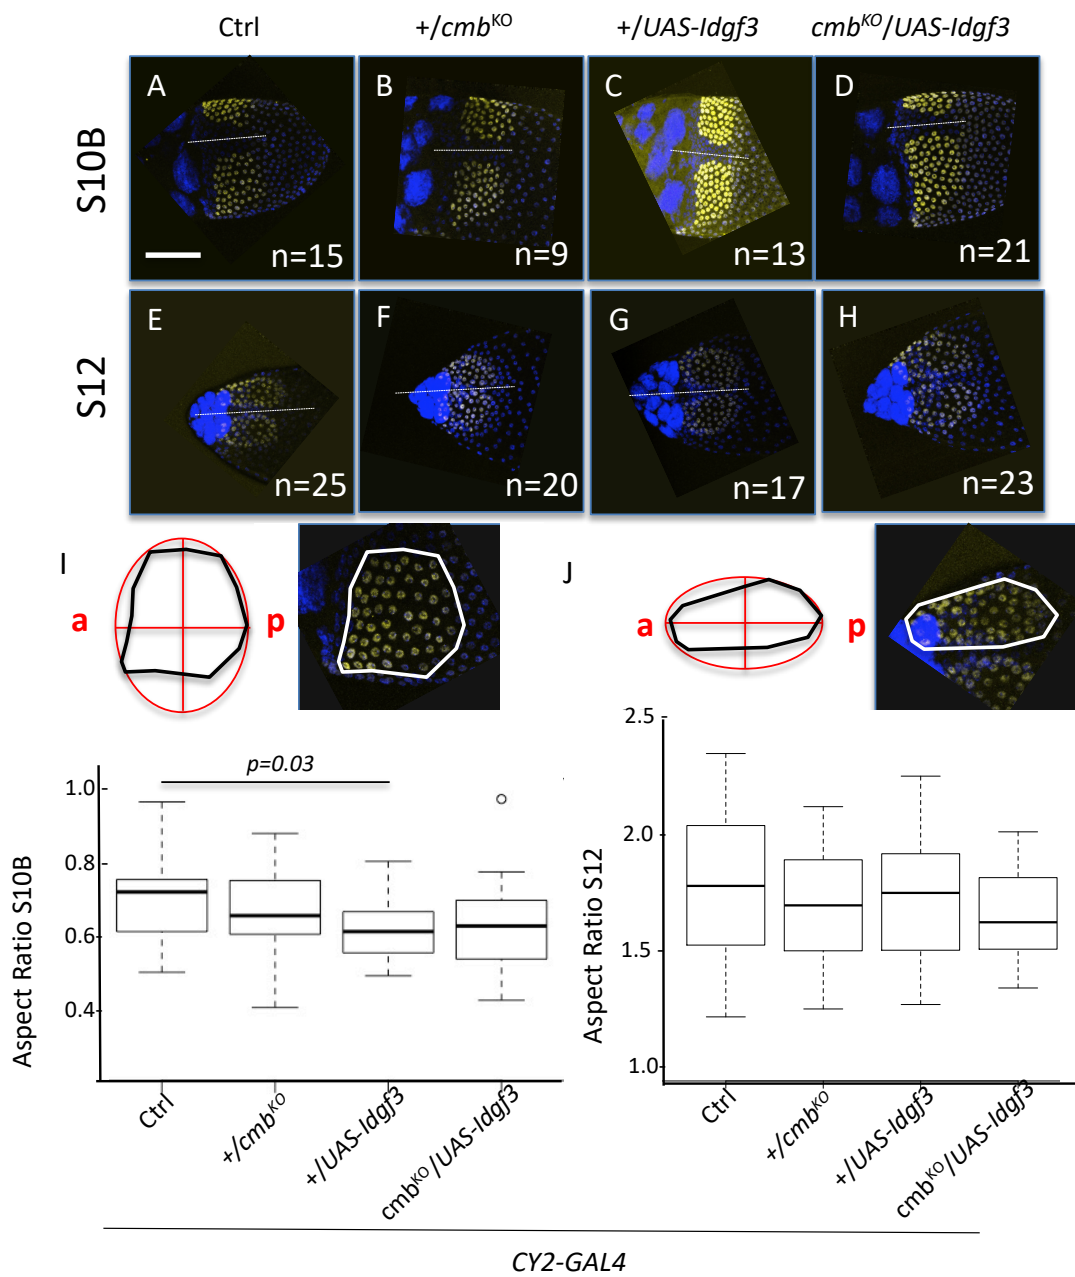 Ctrl +/cmbᴷᴼ +/UAS-Idgf3 cmbᴷᴼ/UAS-Idgf3
S10B
A B C D
n=15 n=9 n=13 n=21
S12
E F G H
n=25 n=20 n=17 n=23
I
a p
J
a p
p=0.03
Aspect Ratio S10B
1.0
0.8
0.6
0.4
Ctrl
+/cmbᴷᴼ
+/UAS-Idgf3
cmbᴷᴼ/UAS-Idgf3
Aspect Ratio S12
2.5
2.0
1.5
1.0
Ctrl
+/cmbᴷᴼ
+/UAS-Idgf3
cmbᴷᴼ/UAS-Idgf3
CY2-GAL4